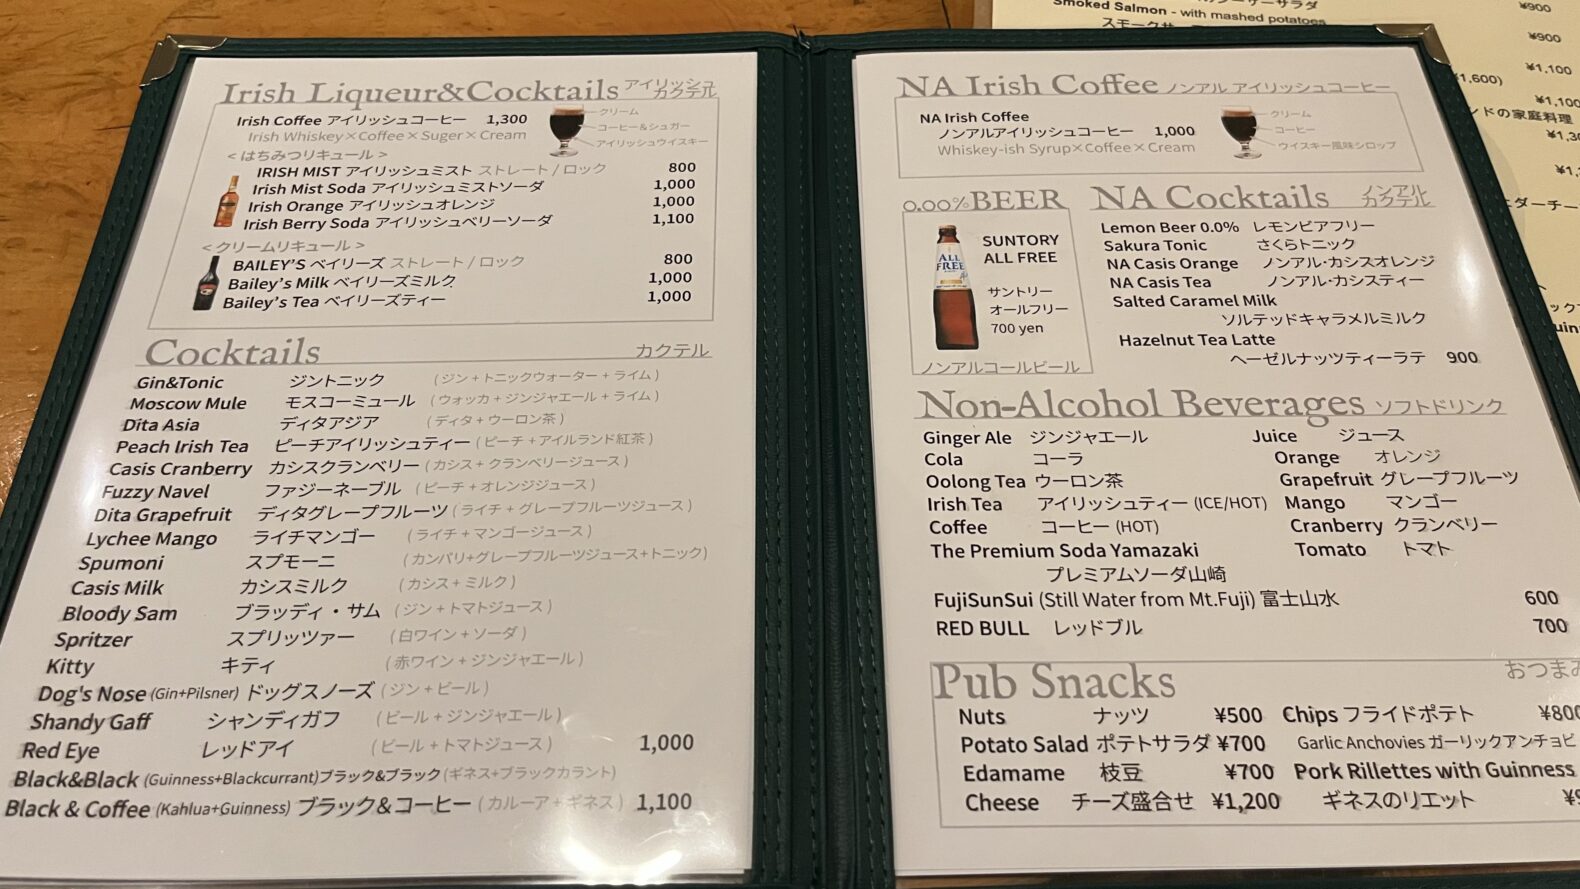 Irish Liqueur&Cocktails アイリッシュカクテル
Irish Coffee アイリッシュコーヒー 1,300
Irish Whiskey×Coffee×Suger×Cream
クリーム
コーヒー&シュガー
アイリッシュウイスキー
<はちみつリキュール>
IRISH MIST アイリッシュミスト ストレート / ロック 800
Irish Mist Soda アイリッシュミストソーダ 1,000
Irish Orange アイリッシュオレンジ 1,000
Irish Berry Soda アイリッシュベリーソーダ 1,100
<クリームリキュール>
BAILEY'S ベイリーズ ストレート / ロック 800
Bailey's Milk ベイリーズミルク 1,000
Bailey's Tea ベイリーズティー 1,000
Cocktails カクテル
Gin&Tonic ジントニック (ジン+トニックウォーター+ライム)
Moscow Mule モスコーミュール (ウォッカ+ジンジャエール+ライム)
Dita Asia ディタアジア (ディタ+ウーロン茶)
Peach Irish Tea ピーチアイリッシュティー (ピーチ+アイルランド紅茶)
Casis Cranberry カシスクランベリー (カシス+クランベリージュース)
Fuzzy Navel ファジーネーブル (ピーチ+オレンジジュース)
Dita Grapefruit ディタグレープフルーツ (ライチ+グレープフルーツジュース)
Lychee Mango ライチマンゴー (ライチ+マンゴージュース)
Spumoni スプモーニ (カンパリ+グレープフルーツジュース+トニック)
Casis Milk カシスミルク (カシス+ミルク)
Bloody Sam ブラッディ・サム (ジン+トマトジュース)
Spritzer スプリッツァー (白ワイン+ソーダ)
Kitty キティ (赤ワイン+ジンジャエール)
Dog's Nose (Gin+Pilsner) ドッグスノーズ (ジン+ビール)
Shandy Gaff シャンディガフ (ビール+ジンジャエール)
Red Eye レッドアイ (ビール+トマトジュース) 1,000
Black&Black (Guinness+Blackcurrant)ブラック&ブラック(ギネス+ブラックカラント)
Black & Coffee (Kahlua+Guinness) ブラック&コーヒー (カルーア+ギネス) 1,100
NA Irish Coffee ノンアル アイリッシュコーヒー
NA Irish Coffee
ノンアルアイリッシュコーヒー 1,000
Whiskey-ish Syrup×Coffee×Cream
クリーム
コーヒー
ウイスキー風味シロップ
0.00%BEER
ALL FREE
SUNTORY
ALL FREE
サントリー
オールフリー
700 yen
ノンアルコールビール
NA Cocktails ノンアルカクテル
Lemon Beer 0.0% レモンビアフリー
Sakura Tonic さくらトニック
NA Casis Orange ノンアル・カシスオレンジ
NA Casis Tea ノンアル・カシスティー
Salted Caramel Milk
ソルテッドキャラメルミルク
Hazelnut Tea Latte
ヘーゼルナッツティーラテ 900
Non-Alcohol Beverages ソフトドリンク
Ginger Ale ジンジャエール
Cola コーラ
Oolong Tea ウーロン茶
Irish Tea アイリッシュティー (ICE/HOT)
Coffee コーヒー (HOT)
The Premium Soda Yamazaki
プレミアムソーダ山崎
Juice ジュース
Orange オレンジ
Grapefruit グレープフルーツ
Mango マンゴー
Cranberry クランベリー
Tomato トマト
FujiSunSui (Still Water from Mt.Fuji) 富士山水 600
RED BULL レッドブル 700
Pub Snacks おつまみ
Nuts ナッツ ¥500
Potato Salad ポテトサラダ ¥700
Edamame 枝豆 ¥700
Cheese チーズ盛合せ ¥1,200
Chips フライドポテト ¥800
Garlic Anchovies ガーリックアンチョビ
Pork Rillettes with Guinness
ギネスのリエット
Smoked Salmon - with mashed potatoes
¥900
¥900
¥1,100
1,600)
¥1,100
ンドの家庭料理